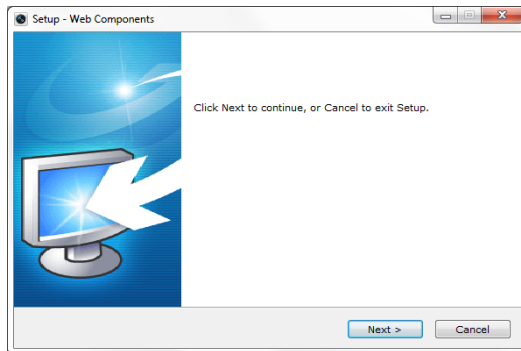 Setup - Web Components
Click Next to continue, or Cancel to exit Setup.
Next >
Cancel